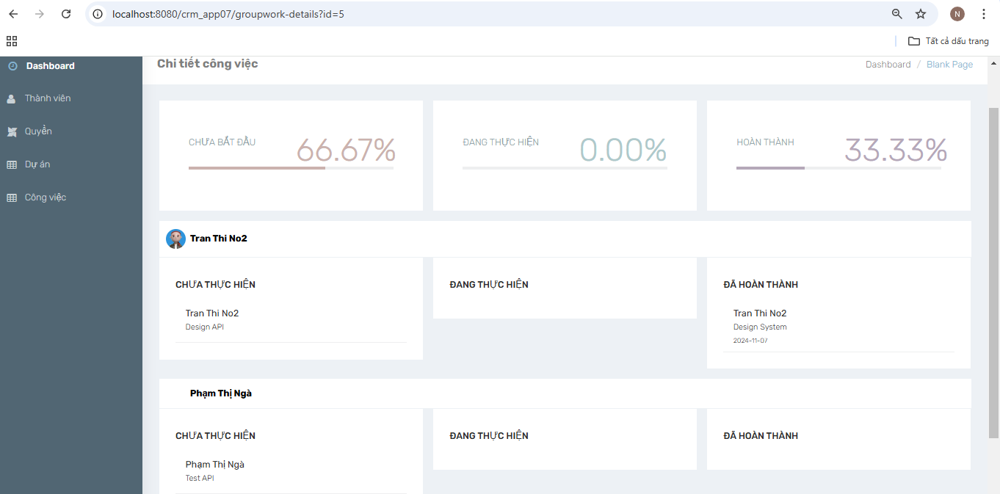 localhost:8080/crm_app07/groupwork-details?id=5
N
Tất cả dấu trang
Dashboard
Thành viên
Quyền
Dự án
Công việc
Chi tiết công việc
Dashboard / Blank Page
CHƯA BẮT ĐẦU
66.67%
ĐANG THỰC HIỆN
0.00%
HOÀN THÀNH
33.33%
Tran Thi No2
CHƯA THỰC HIỆN
Tran Thi No2
Design API
ĐANG THỰC HIỆN
ĐÃ HOÀN THÀNH
Tran Thi No2
Design System
2024-11-07
Phạm Thị Ngà
CHƯA THỰC HIỆN
Phạm Thị Ngà
Test API
ĐANG THỰC HIỆN
ĐÃ HOÀN THÀNH